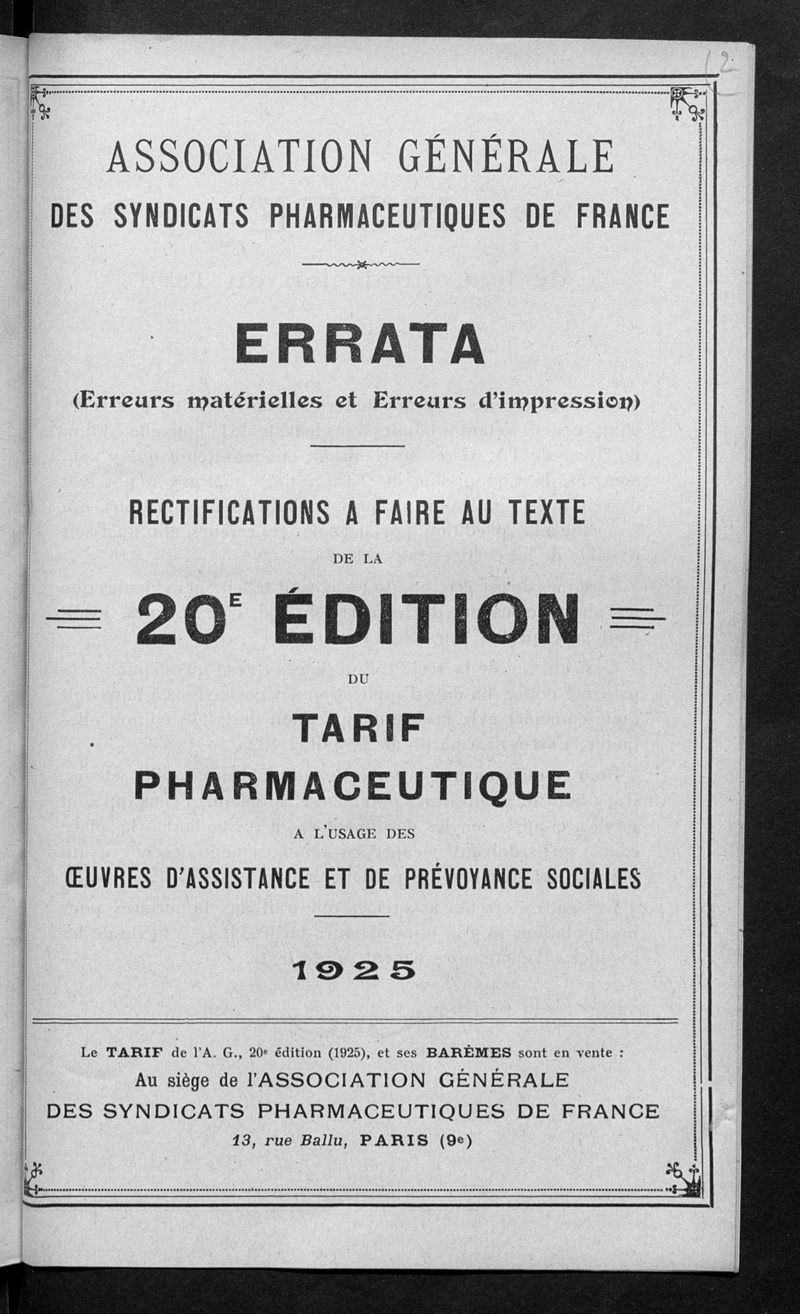 2
ASSOCIATION GÉNÉRALE
DES SYNDICATS PHARMACEUTIQUES DE FRANCE
ERRATA
(Erreurs matérielles et Erreurs d'impression)
RECTIFICATIONS A FAIRE AU TEXTE
DE LA
20E ÉDITION
DU
TARIF
PHARMACEUTIQUE
A L'USAGE DES
ŒUVRES D'ASSISTANCE ET DE PRÉVOYANCE SOCIALES
1925
Le TARIF de l'A. G., 20e édition (1925), et ses BARÈMES sont en vente :
Au siège de l'ASSOCIATION GÉNÉRALE
DES SYNDICATS PHARMACEUTIQUES DE FRANCE
13, rue Ballu, PARIS (9e)